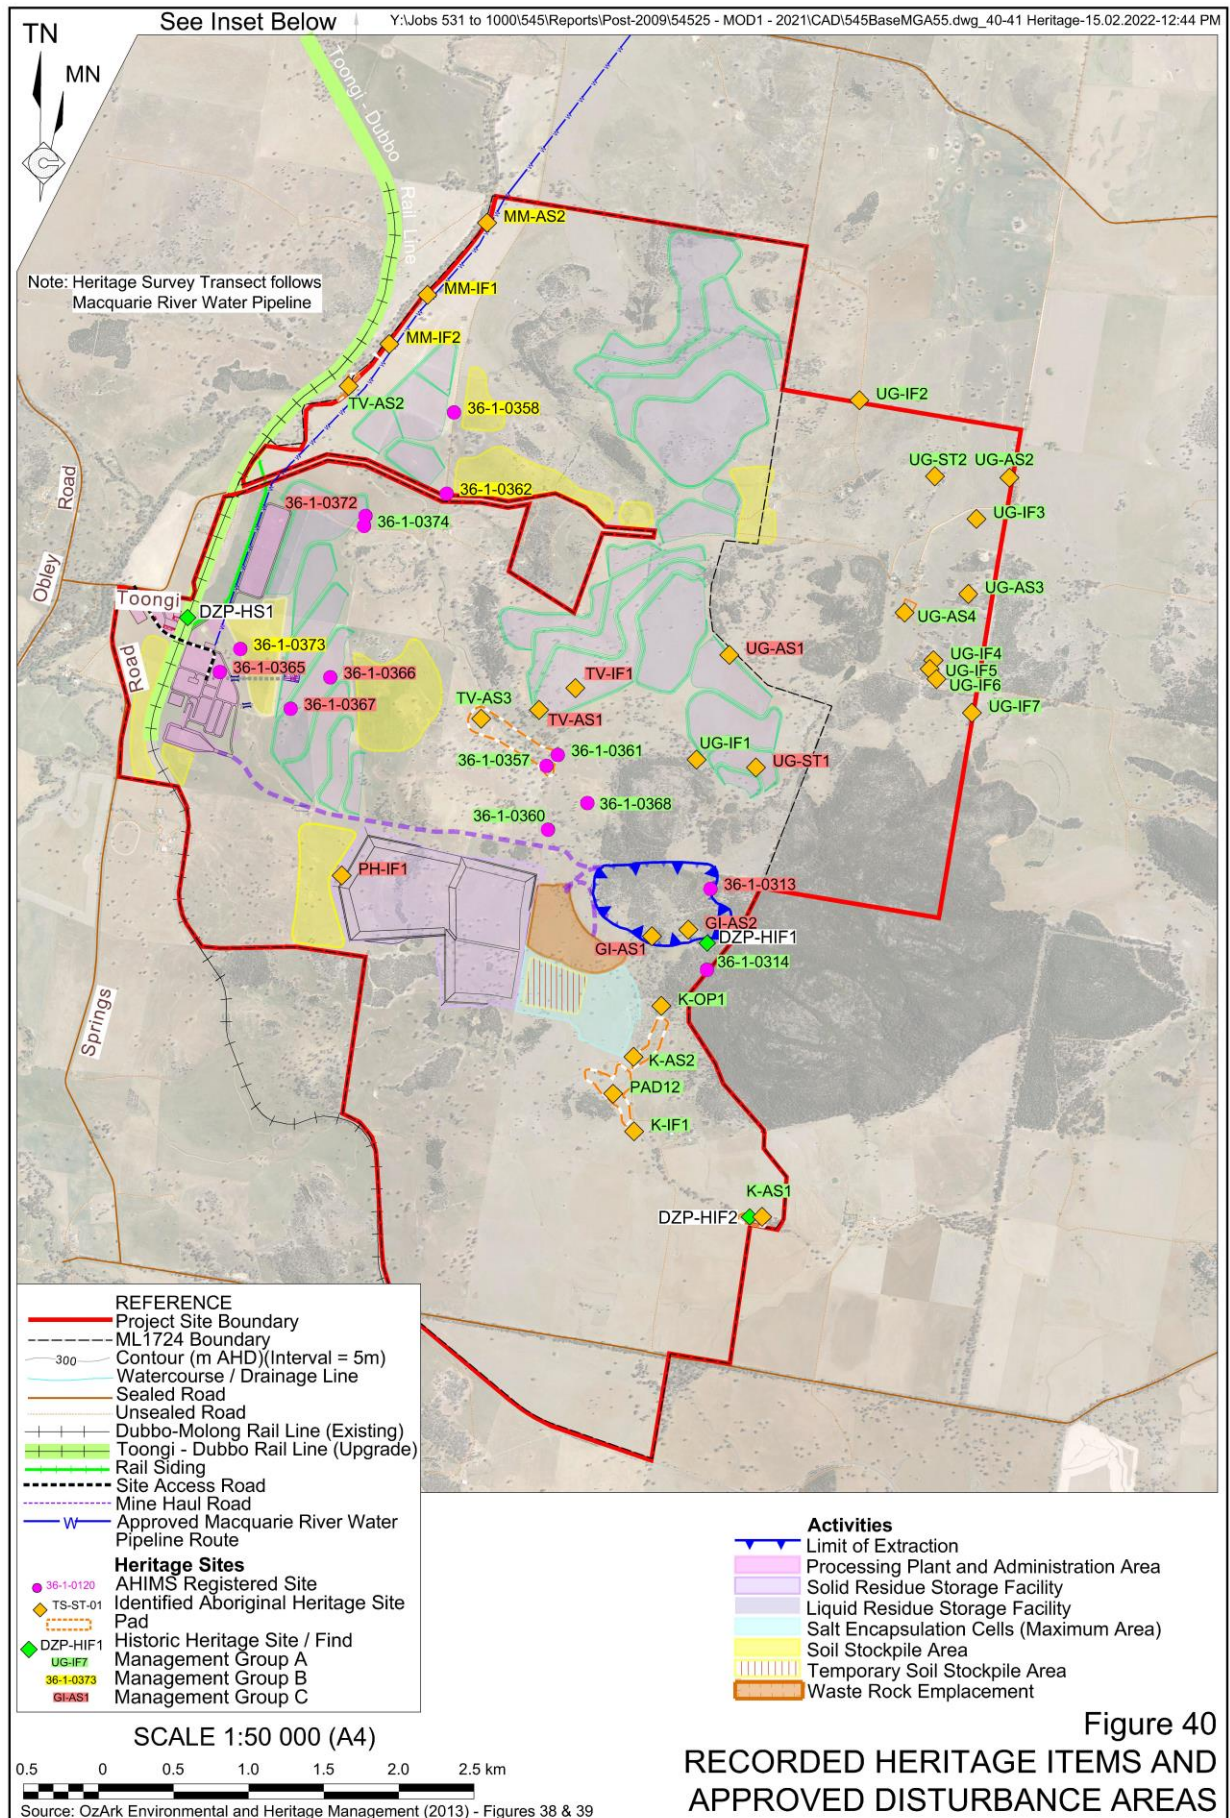 See Inset Below
Y:\Jobs 531 to 1000\545\Reports\Post-2009\54525 - MOD1 - 2021\CAD\545BaseMGA55.dwg_40-41 Heritage-15.02.2022-12:44 PM
TN
MN
Toongi - Dubbo
Rail Line
Note: Heritage Survey Transect follows
Macquarie River Water Pipeline
MM-AS2
MM-IF1
MM-IF2
TV-AS2
36-1-0358
UG-IF2
UG-ST2
UG-AS2
36-1-0362
36-1-0372
36-1-0374
UG-IF3
Obley
Road
Toongi
DZP-HS1
UG-AS3
UG-AS4
36-1-0373
UG-AS1
UG-IF4
UG-IF5
UG-IF6
36-1-0365
36-1-0366
Road
TV-IF1
TV-AS3
36-1-0367
TV-AS1
UG-IF7
36-1-0361
36-1-0357
UG-IF1
UG-ST1
36-1-0368
36-1-0360
PH-IF1
36-1-0313
GI-AS2
GI-AS1
DZP-HIF1
36-1-0314
K-OP1
Springs
K-AS2
PAD12
K-IF1
K-AS1
DZP-HIF2
REFERENCE
Project Site Boundary
ML1724 Boundary
300 Contour (m AHD)(Interval = 5m)
Watercourse / Drainage Line
Sealed Road
Unsealed Road
Dubbo-Molong Rail Line (Existing)
Toongi - Dubbo Rail Line (Upgrade)
Rail Siding
Site Access Road
Mine Haul Road
W Approved Macquarie River Water
Pipeline Route
Heritage Sites
36-1-0120 AHIMS Registered Site
TS-ST-01 Identified Aboriginal Heritage Site
Pad
DZP-HIF1 Historic Heritage Site / Find
UG-IF7 Management Group A
36-1-0373 Management Group B
GI-AS1 Management Group C
Activities
Limit of Extraction
Processing Plant and Administration Area
Solid Residue Storage Facility
Liquid Residue Storage Facility
Salt Encapsulation Cells (Maximum Area)
Soil Stockpile Area
Temporary Soil Stockpile Area
Waste Rock Emplacement
SCALE 1:50 000 (A4)
0.5 0 0.5 1.0 1.5 2.0 2.5 km
Source: OzArk Environmental and Heritage Management (2013) - Figures 38 & 39
Figure 40
RECORDED HERITAGE ITEMS AND
APPROVED DISTURBANCE AREAS